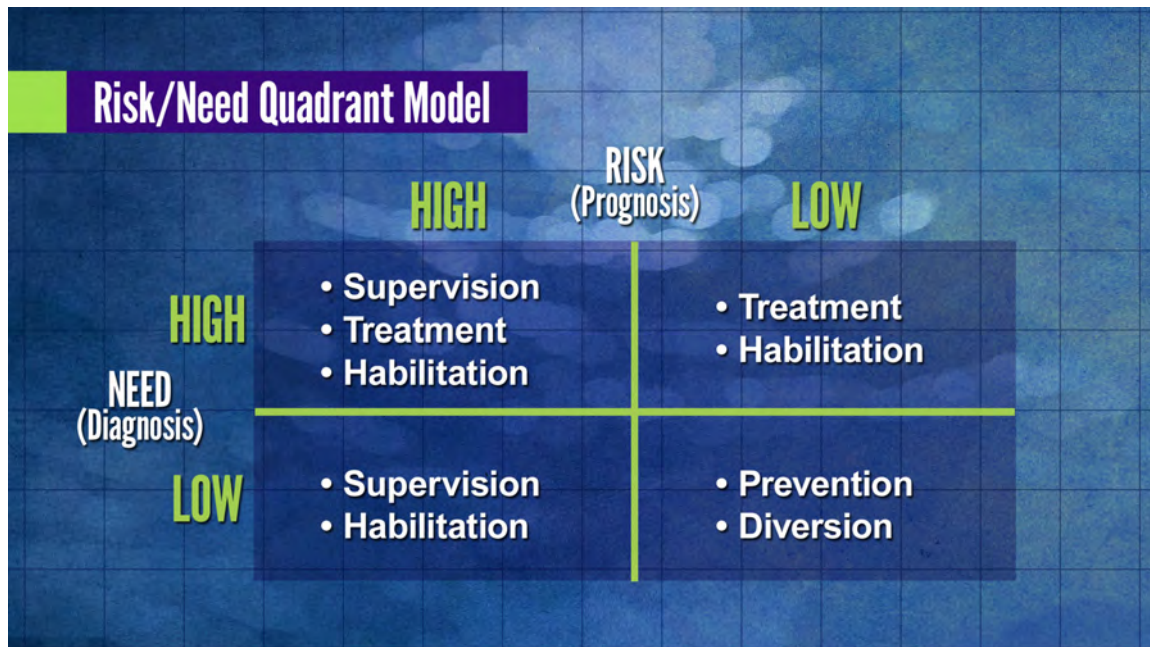 Risk/Need Quadrant Model
RISK
(Prognosis)
HIGH
LOW
NEED
(Diagnosis)
HIGH
• Supervision
• Treatment
• Habilitation
• Treatment
• Habilitation
LOW
• Supervision
• Habilitation
• Prevention
• Diversion